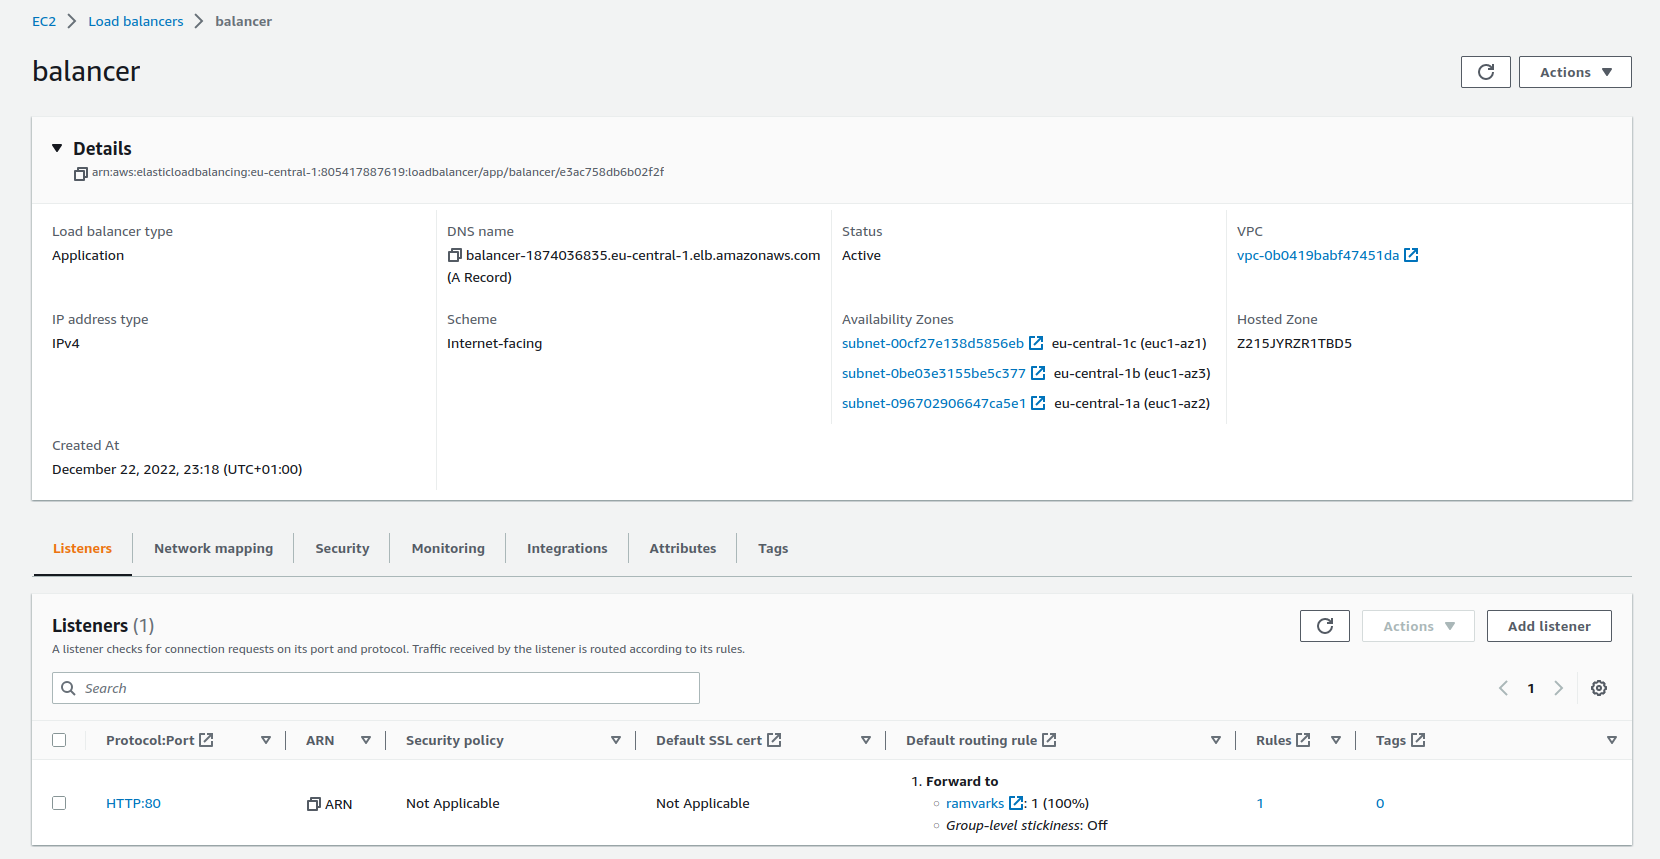 EC2 > Load balancers > balancer
balancer
Actions
Details
arn:aws:elasticloadbalancing:eu-central-1:805417887619:loadbalancer/app/balancer/e3ac758db6b02f2f
Load balancer type
Application
DNS name
balancer-1874036835.eu-central-1.elb.amazonaws.com
(A Record)
Status
Active
VPC
vpc-0b0419babf47451da
IP address type
IPv4
Scheme
Internet-facing
Availability Zones
subnet-00cf27e138d5856eb eu-central-1c (euc1-az1)
subnet-0be03e3155be5c377 eu-central-1b (euc1-az3)
subnet-096702906647ca5e1 eu-central-1a (euc1-az2)
Hosted Zone
Z215JYRZR1TBD5
Created At
December 22, 2022, 23:18 (UTC+01:00)
Listeners Network mapping Security Monitoring Integrations Attributes Tags
Listeners (1)
A listener checks for connection requests on its port and protocol. Traffic received by the listener is routed according to its rules.
Actions
Add listener
Search
1
Protocol:Port ARN Security policy Default SSL cert Default routing rule Rules Tags
HTTP:80 ARN Not Applicable Not Applicable
1. Forward to
ramvarks: 1 (100%)
Group-level stickiness: Off
1
0